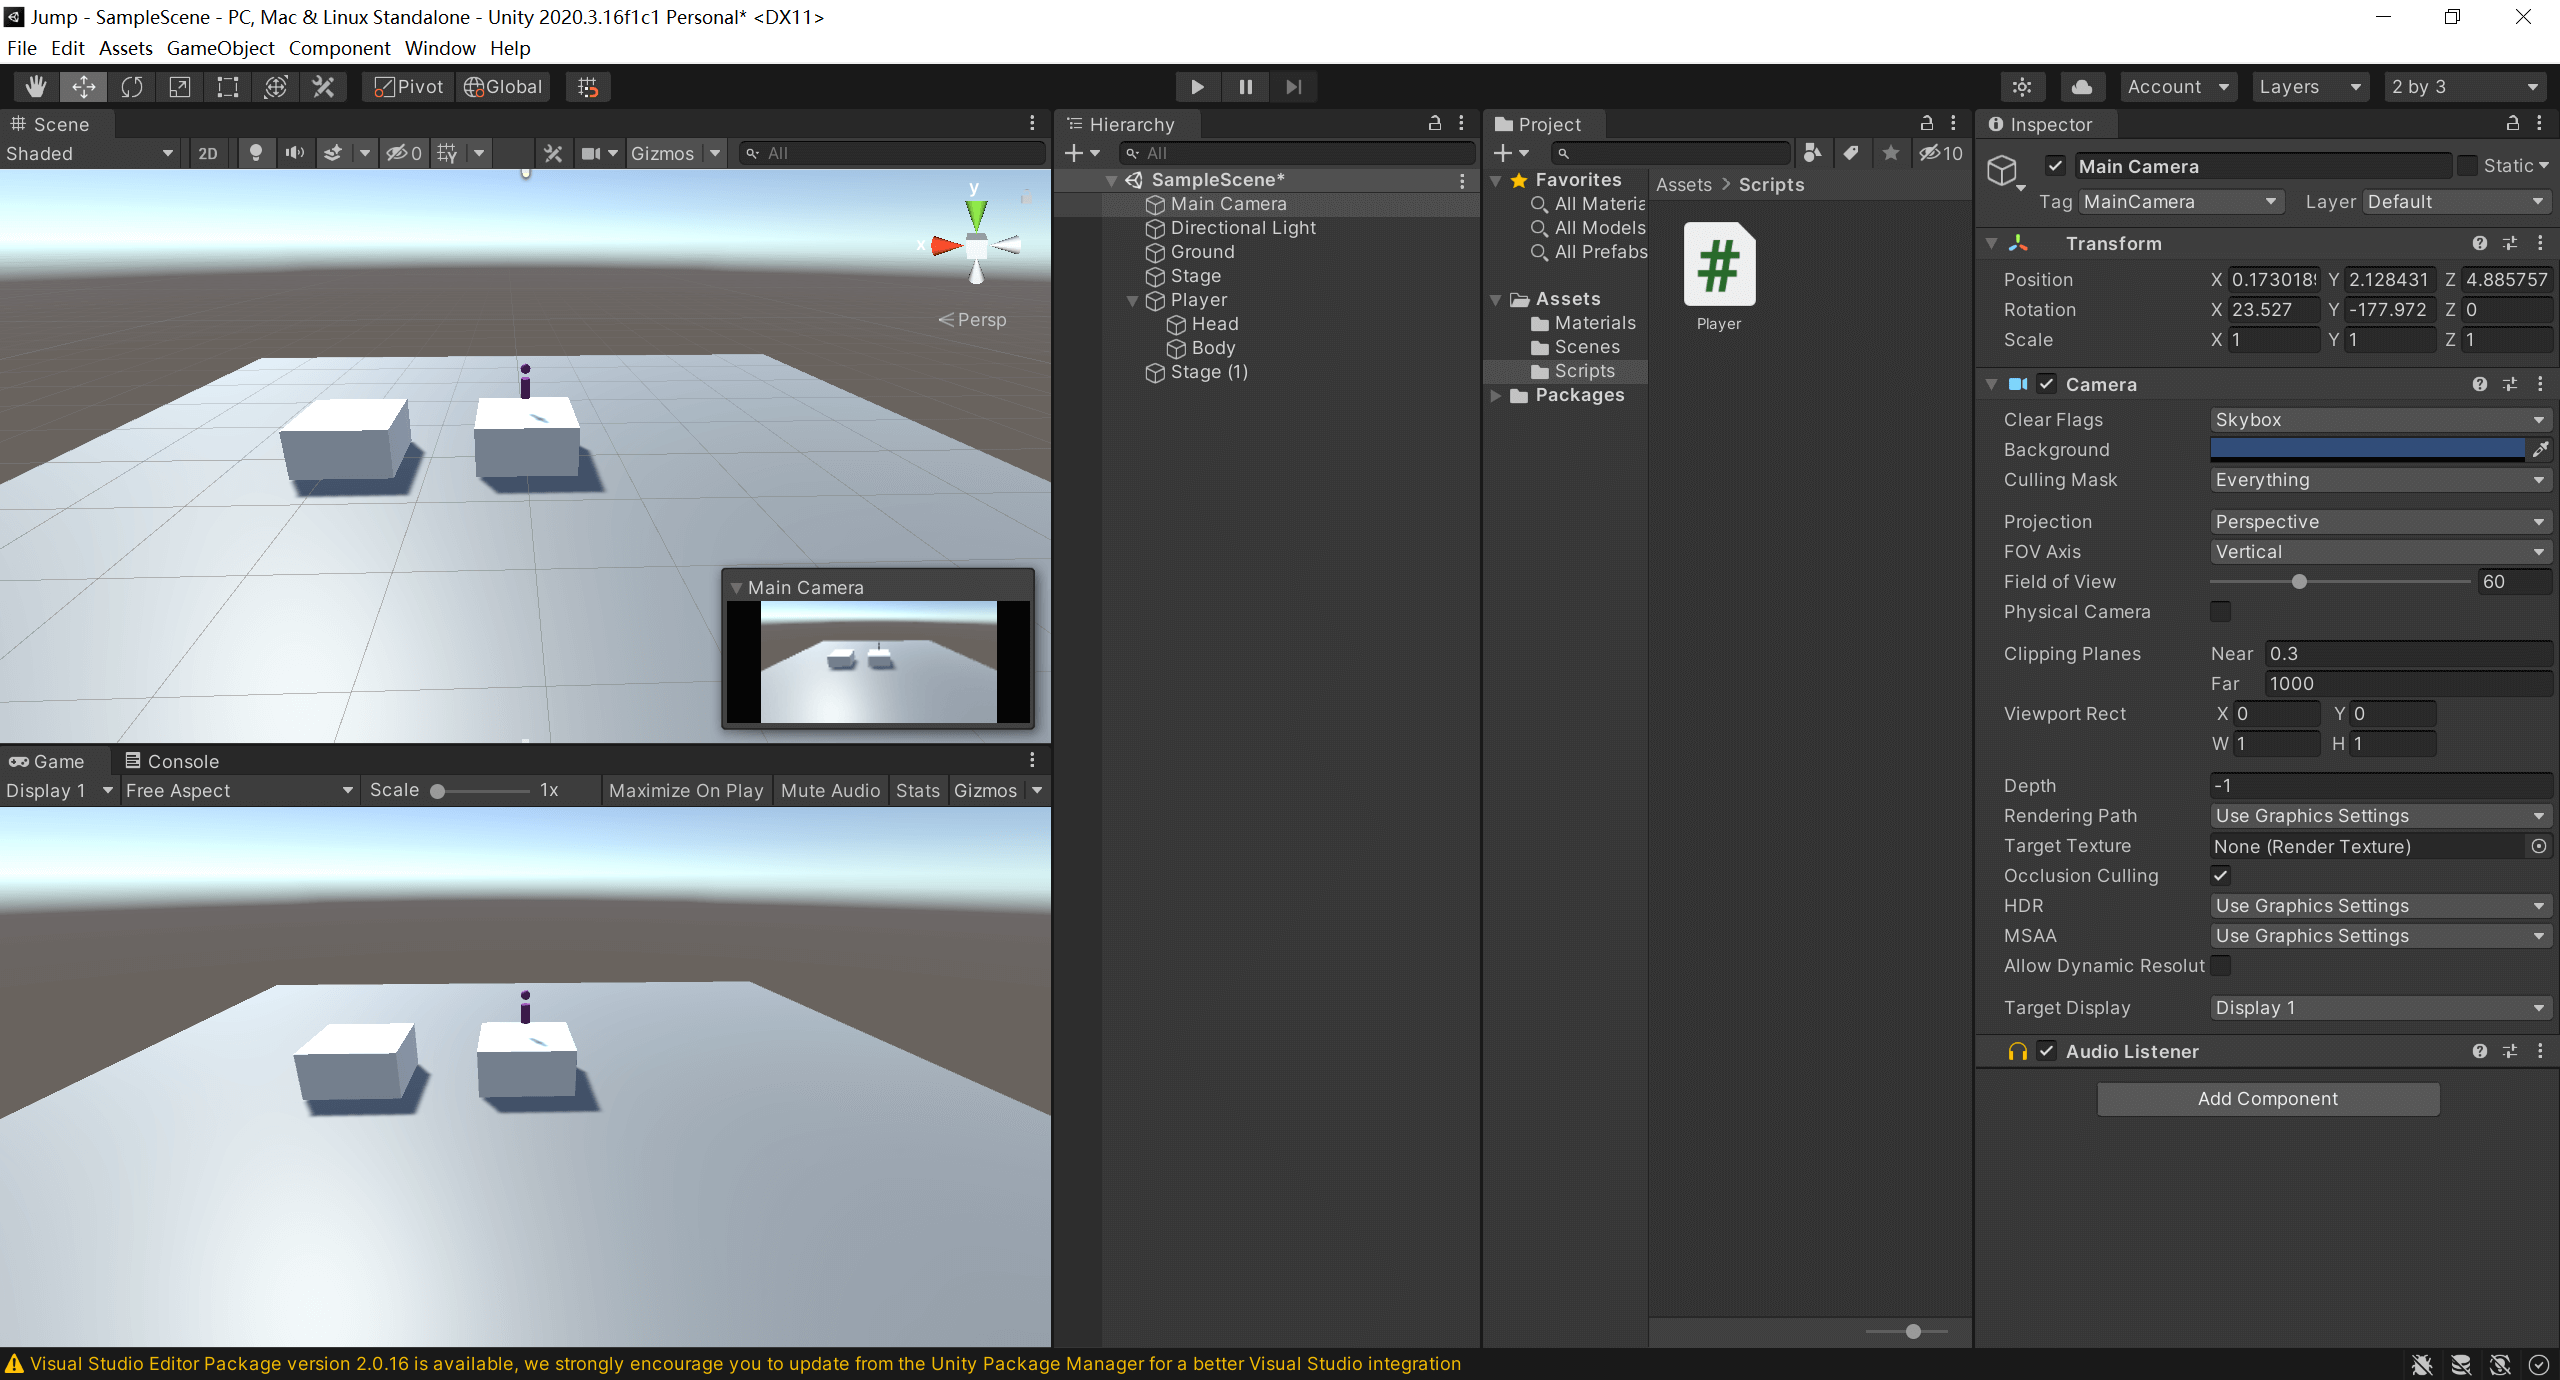 Jump - SampleScene - PC, Mac & Linux Standalone - Unity 2020.3.16f1c1 Personal* <DX11>
File Edit Assets GameObject Component Window Help
Pivot Global Account Layers 2 by 3
Scene
Shaded 2D 0 Gizmos All
y
x
Persp
Main Camera
Game Console
Display 1 Free Aspect Scale 1x Maximize On Play Mute Audio Stats Gizmos
Hierarchy
All
SampleScene*
Main Camera
Directional Light
Ground
Stage
Player
Head
Body
Stage (1)
Project
10
Favorites
All Materia
All Models
All Prefabs
Assets
Materials
Scenes
Scripts
Packages
Assets > Scripts
#
Player
Inspector
Main Camera Static
Tag MainCamera Layer Default
Transform
Position X 0.173018 Y 2.128431 Z 4.885757
Rotation X 23.527 Y -177.972 Z 0
Scale X 1 Y 1 Z 1
Camera
Clear Flags Skybox
Background
Culling Mask Everything
Projection Perspective
FOV Axis Vertical
Field of View 60
Physical Camera
Clipping Planes Near 0.3
Far 1000
Viewport Rect X 0 Y 0
W 1 H 1
Depth -1
Rendering Path Use Graphics Settings
Target Texture None (Render Texture)
Occlusion Culling
HDR Use Graphics Settings
MSAA Use Graphics Settings
Allow Dynamic Resolut
Target Display Display 1
Audio Listener
Add Component
Visual Studio Editor Package version 2.0.16 is available, we strongly encourage you to update from the Unity Package Manager for a better Visual Studio integration